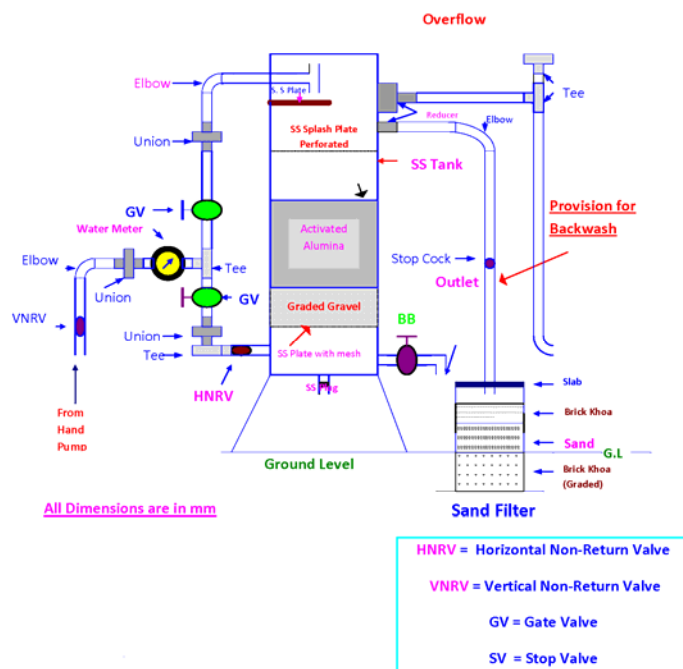 Overflow
Elbow
S. S Plate
Tee
Reducer
Elbow
SS Splash Plate
Perforated
Union
SS Tank
GV
Provision for
Backwash
Water Meter
Activated
Alumina
Stop Cock
Elbow
Tee
Outlet
Union
GV
Graded Gravel
VNRV
BB
Union
Tee
SS Plate with mesh
HNRV
SS Plug
Slab
From
Hand
Pump
Brick Khoa
Sand
G.L
Ground Level
Brick Khoa
(Graded)
All Dimensions are in mm
Sand Filter
HNRV = Horizontal Non-Return Valve
VNRV = Vertical Non-Return Valve
GV = Gate Valve
SV = Stop Valve